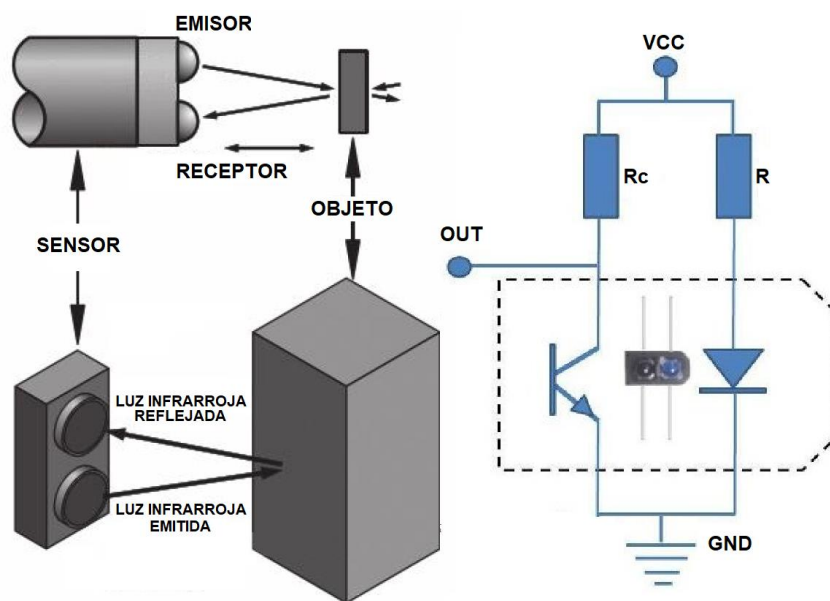 EMISOR
RECEPTOR
SENSOR
OBJETO
LUZ INFRARROJA
REFLEJADA
LUZ INFRARROJA
EMITIDA
VCC
Rc
R
OUT
GND